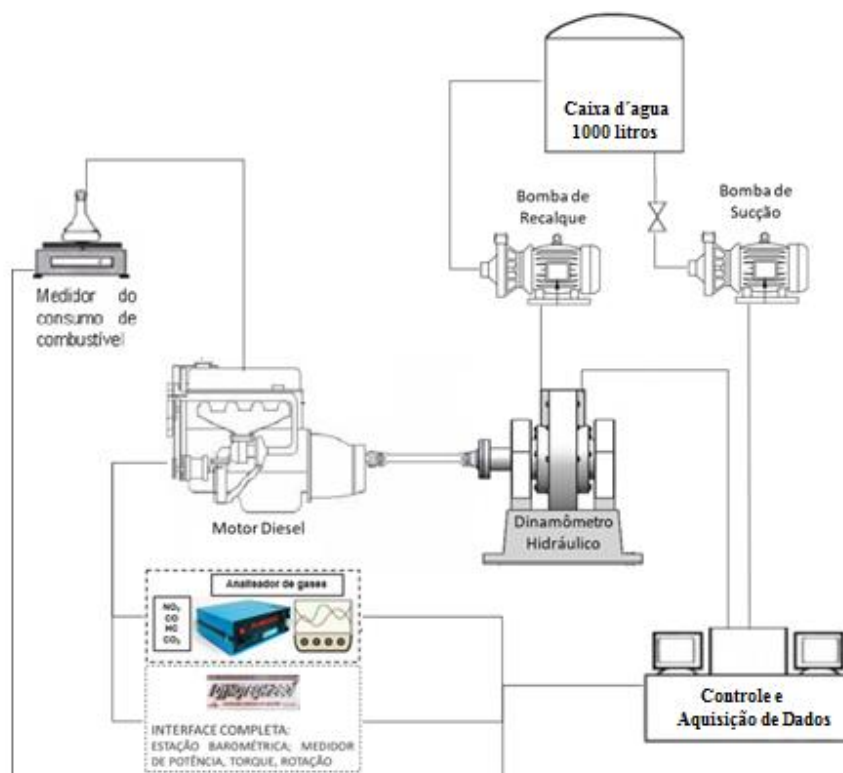 Caixa d´agua
1000 litros
Bomba de
Recalque
Bomba de
Sucção
Medidor do
consumo de
combustível
Motor Diesel
Dinamômetro
Hidráulico
Analisador de gases
NOₓ
CO
HC
CO₂
Controle e
Aquisição de Dados
INTERFACE COMPLETA:
ESTAÇÃO BAROMÉTRICA; MEDIDOR
DE POTÊNCIA, TORQUE, ROTAÇÃO